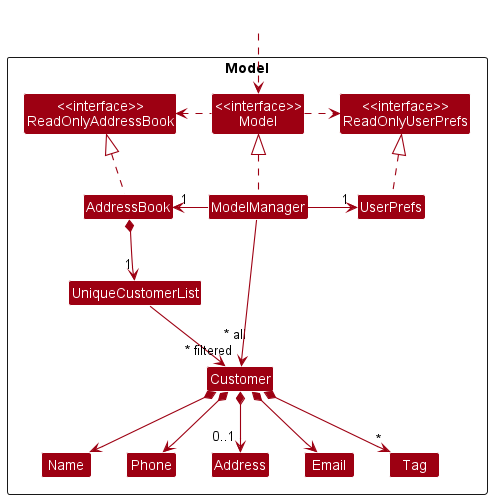 Model
<<interface>>
ReadOnlyAddressBook
<<interface>>
Model
<<interface>>
ReadOnlyUserPrefs
AddressBook
1
ModelManager
1
UserPrefs
1
UniqueCustomerList
* all
* filtered
Customer
0..1
*
Name
Phone
Address
Email
Tag